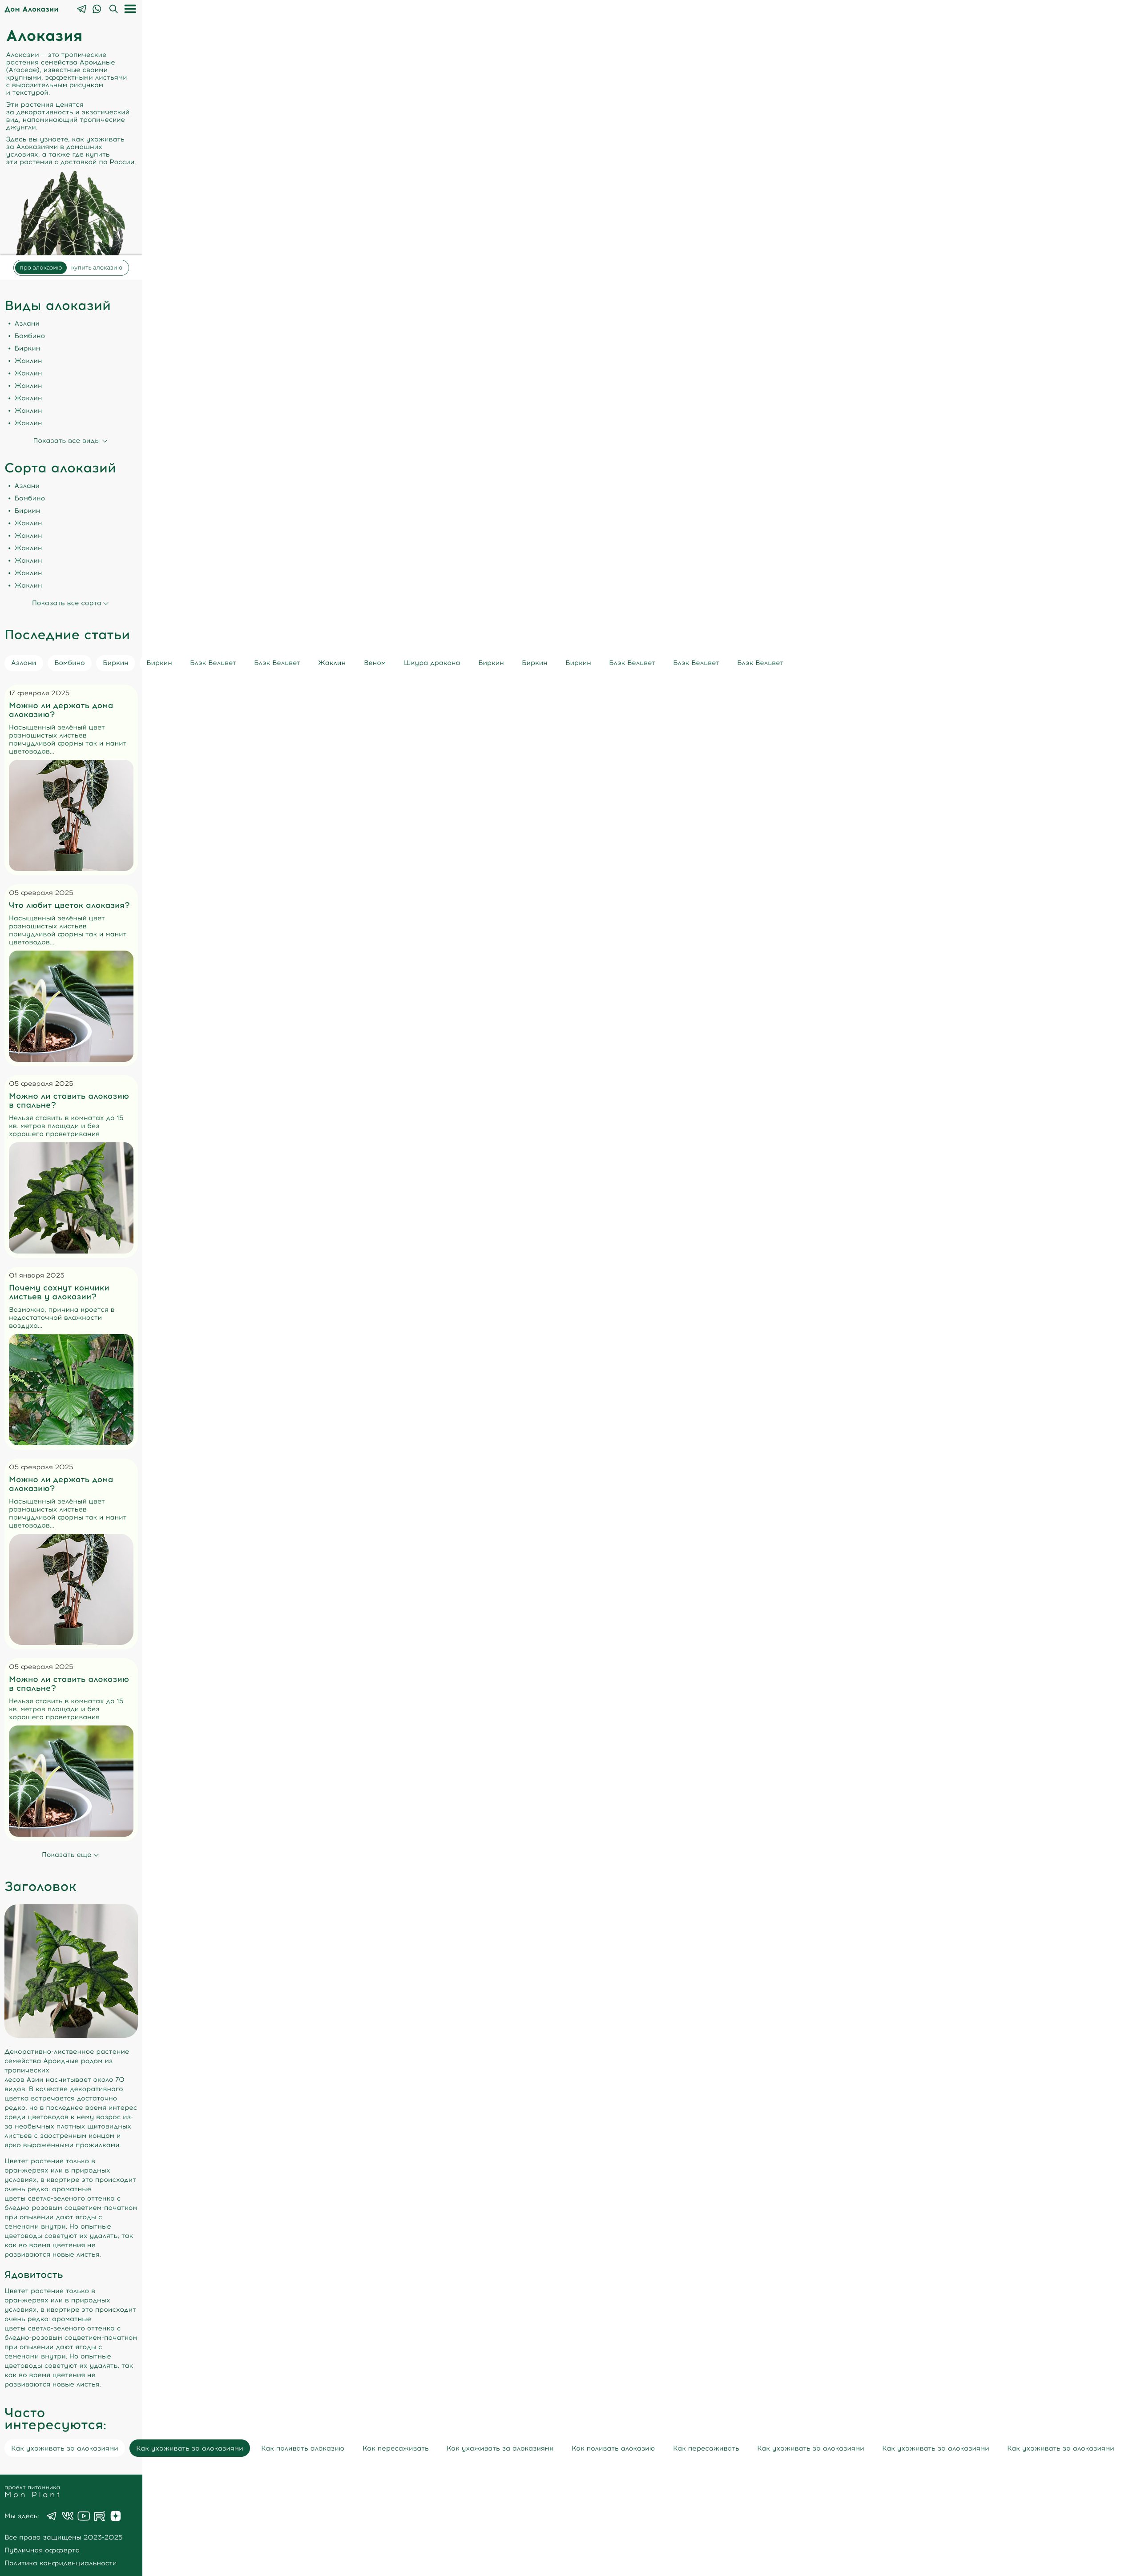 Дом Алоказии
Алоказия
Алоказии – это тропические
растения семейства Ароидные
(Araceae), известные своими
крупными, эффектными листьями
с выразительным рисунком
и текстурой.
Эти растения ценятся
за декоративность и экзотический
вид, напоминающий тропические
джунгли.
Здесь вы узнаете, как ухаживать
за Алоказиями в домашних
условиях, а также где купить
эти растения с доставкой по России.
про алоказию купить алоказию
Виды алоказий
• Азлани
• Бомбино
• Биркин
• Жаклин
• Жаклин
• Жаклин
• Жаклин
• Жаклин
• Жаклин
Показать все виды
Сорта алоказий
• Азлани
• Бомбино
• Биркин
• Жаклин
• Жаклин
• Жаклин
• Жаклин
• Жаклин
• Жаклин
Показать все сорта
Последние статьи
Азлани Бомбино Биркин Биркин Блэк Вельвет Блэк Вельвет Жаклин Веном Шкура дракона Биркин Биркин Биркин Блэк Вельвет Блэк Вельвет Блэк Вельвет
17 февраля 2025
Можно ли держать дома
алоказию?
Насыщенный зелёный цвет
размашистых листьев
причудливой формы так и манит
цветоводов...
05 февраля 2025
Что любит цветок алоказия?
Насыщенный зелёный цвет
размашистых листьев
причудливой формы так и манит
цветоводов...
05 февраля 2025
Можно ли ставить алоказию
в спальне?
Нельзя ставить в комнатах до 15
кв. метров площади и без
хорошего проветривания
01 января 2025
Почему сохнут кончики
листьев у алоказии?
Возможно, причина кроется в
недостаточной влажности
воздуха...
05 февраля 2025
Можно ли держать дома
алоказию?
Насыщенный зелёный цвет
размашистых листьев
причудливой формы так и манит
цветоводов...
05 февраля 2025
Можно ли ставить алоказию
в спальне?
Нельзя ставить в комнатах до 15
кв. метров площади и без
хорошего проветривания
Показать еще
Заголовок
Декоративно-лиственное растение
семейства Ароидные родом из
тропических
лесов Азии насчитывает около 70
видов. В качестве декоративного
цветка встречается достаточно
редко, но в последнее время интерес
среди цветоводов к нему возрос из-
за необычных плотных щитовидных
листьев с заостренным концом и
ярко выраженными прожилками.
Цветет растение только в
оранжереях или в природных
условиях, в квартире это происходит
очень редко: ароматные
цветы светло-зеленого оттенка с
бледно-розовым соцветием-початком
при опылении дают ягоды с
семенами внутри. Но опытные
цветоводы советуют их удалять, так
как во время цветения не
развиваются новые листья.
Ядовитость
Цветет растение только в
оранжереях или в природных
условиях, в квартире это происходит
очень редко: ароматные
цветы светло-зеленого оттенка с
бледно-розовым соцветием-початком
при опылении дают ягоды с
семенами внутри. Но опытные
цветоводы советуют их удалять, так
как во время цветения не
развиваются новые листья.
Часто
интересуются:
Как ухаживать за алоказиями Как ухаживать за алоказиями Как поливать алоказию Как пересаживать Как ухаживать за алоказиями Как поливать алоказию Как пересаживать Как ухаживать за алоказиями Как ухаживать за алоказиями Как ухаживать за алоказиями
проект питомника
Mon Plant
Мы здесь:
Все права защищены 2023-2025
Публичная офферта
Политика конфиденциальности